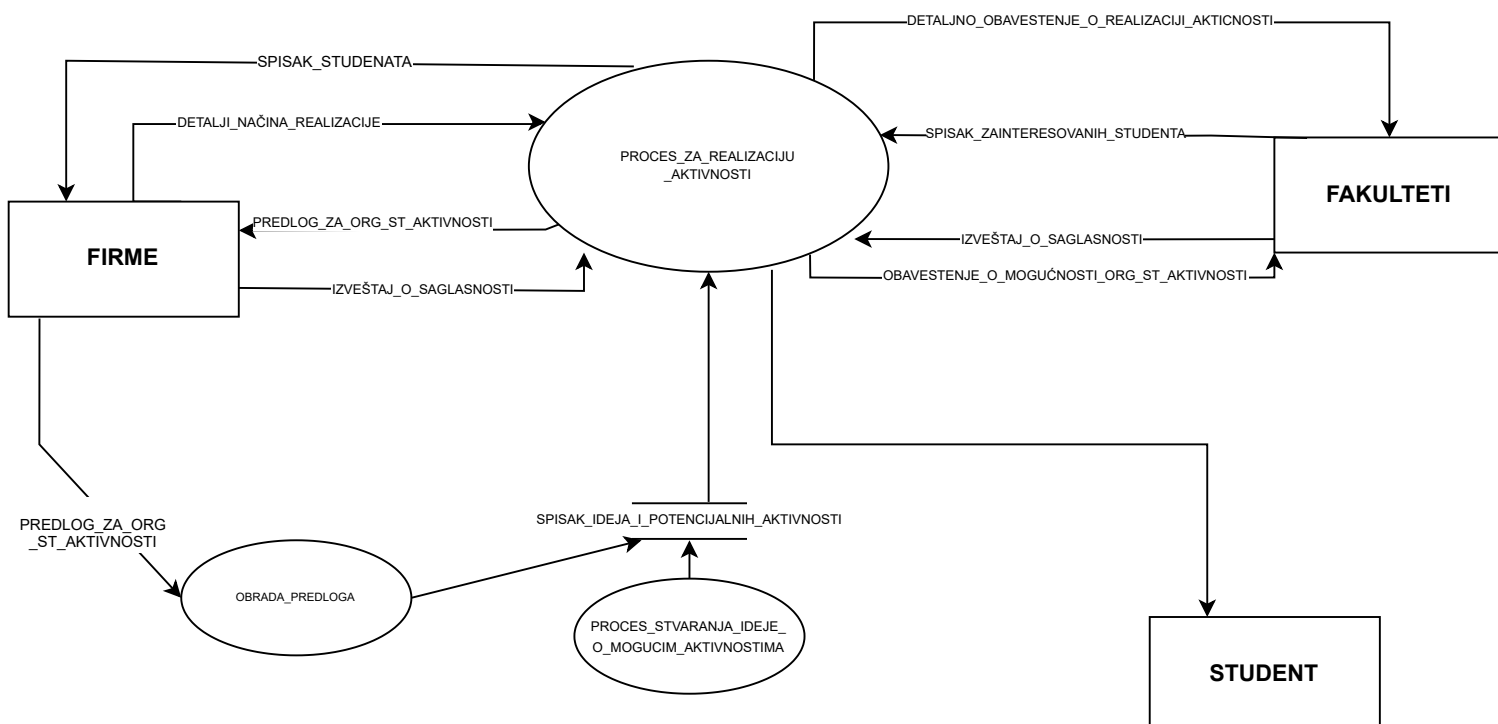 DETALJNO_OBAVESTENJE_O_REALIZACIJI_AKTICNOSTI
SPISAK_STUDENATA
DETALJI_NAČINA_REALIZACIJE
SPISAK_ZAINTERESOVANIH_STUDENTA
PROCES_ZA_REALIZACIJU
_AKTIVNOSTI
FAKULTETI
PREDLOG_ZA_ORG_ST_AKTIVNOSTI
IZVEŠTAJ_O_SAGLASNOSTI
FIRME
OBAVESTENJE_O_MOGUĆNOSTI_ORG_ST_AKTIVNOSTI
IZVEŠTAJ_O_SAGLASNOSTI
SPISAK_IDEJA_I_POTENCIJALNIH_AKTIVNOSTI
PREDLOG_ZA_ORG
_ST_AKTIVNOSTI
OBRADA_PREDLOGA
PROCES_STVARANJA_IDEJE_
O_MOGUCIM_AKTIVNOSTIMA
STUDENT